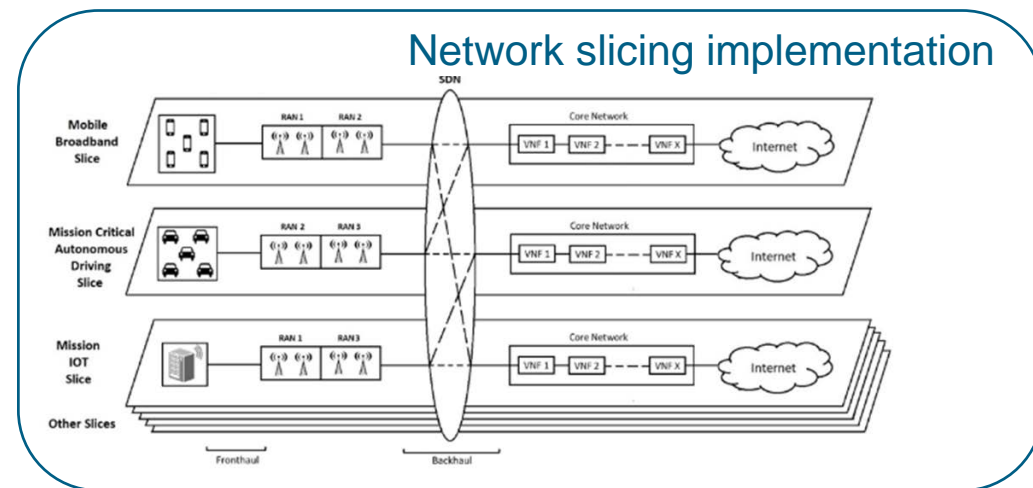 Network slicing implementation
SDN
Mobile
Broadband
Slice
RAN 1 RAN 2
Core Network
VNF 1 VNF 2 VNF X
Internet
Mission Critical
Autonomous
Driving
Slice
RAN 2 RAN 3
Core Network
VNF 1 VNF 2 VNF X
Internet
Mission
IOT
Slice
RAN 1 RAN3
Core Network
VNF 1 VNF 2 VNF X
Internet
Other Slices
Fronthaul Backhaul